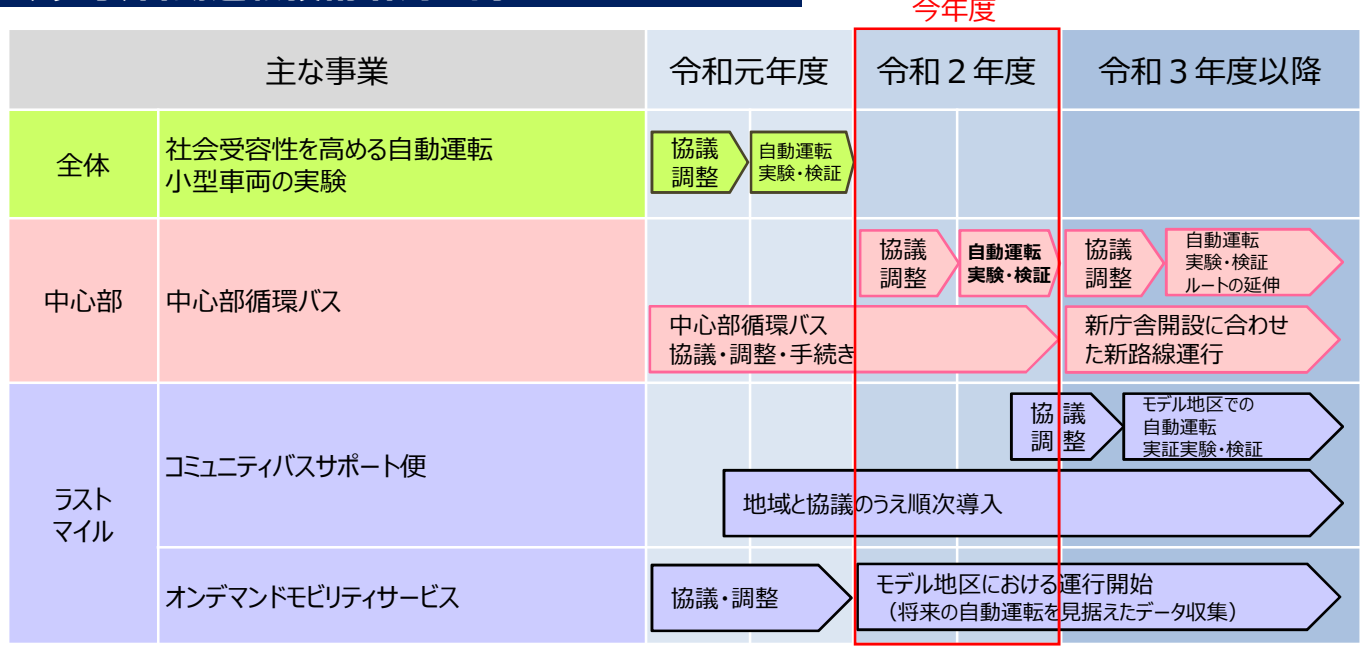 今年度
主な事業
令和元年度
令和２年度
令和３年度以降
全体
社会受容性を高める自動運転
小型車両の実験
協議
調整
自動運転
実験・検証
中心部
中心部循環バス
協議
調整
自動運転
実験・検証
協議
調整
自動運転
実験・検証
ルートの延伸
中心部循環バス
協議・調整・手続き
新庁舎開設に合わせ
た新路線運行
ラスト
マイル
コミュニティバスサポート便
協議
調整
モデル地区での
自動運転
実証実験・検証
地域と協議のうえ順次導入
オンデマンドモビリティサービス
協議・調整
モデル地区における運行開始
（将来の自動運転を見据えたデータ収集）